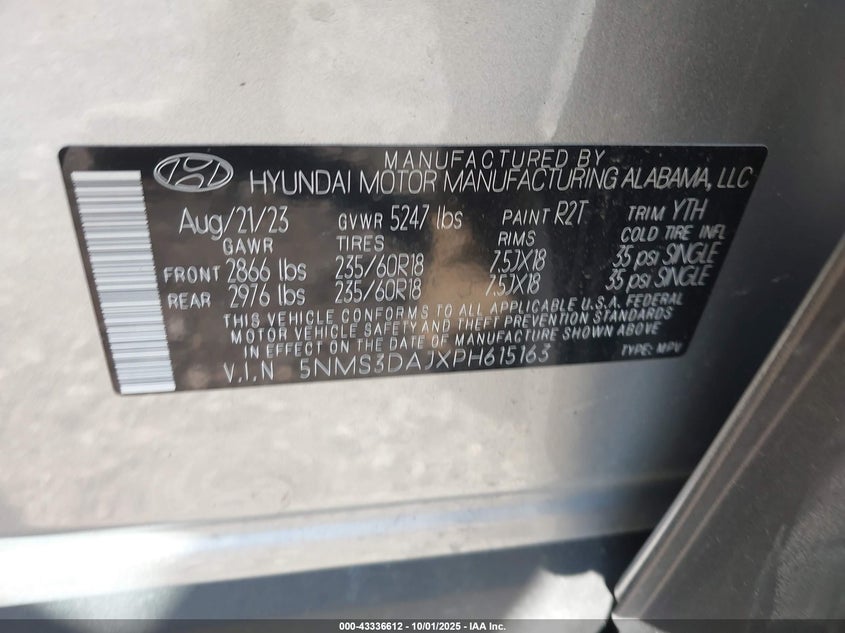 MANUFACTURED BY
HYUNDAI MOTOR MANUFACTURING ALABAMA, LLC
Aug/21/23 GVWR 5247 lbs PAINT R2T TRIM YTH
GAWR TIRES RIMS COLD TIRE INFL
FRONT 2866 lbs 235/60R18 7.5JX18 35 psi SINGLE
REAR 2976 lbs 235/60R18 7.5JX18 35 psi SINGLE
THIS VEHICLE CONFORMS TO ALL APPLICABLE U.S.A. FEDERAL
MOTOR VEHICLE SAFETY AND THEFT PREVENTION STANDARDS
IN EFFECT ON THE DATE OF MANUFACTURE SHOWN ABOVE
V.I.N 5NMS3DAJXPH615163 TYPE: MPV
000-43336612 - 10/01/2025 - IAA Inc.